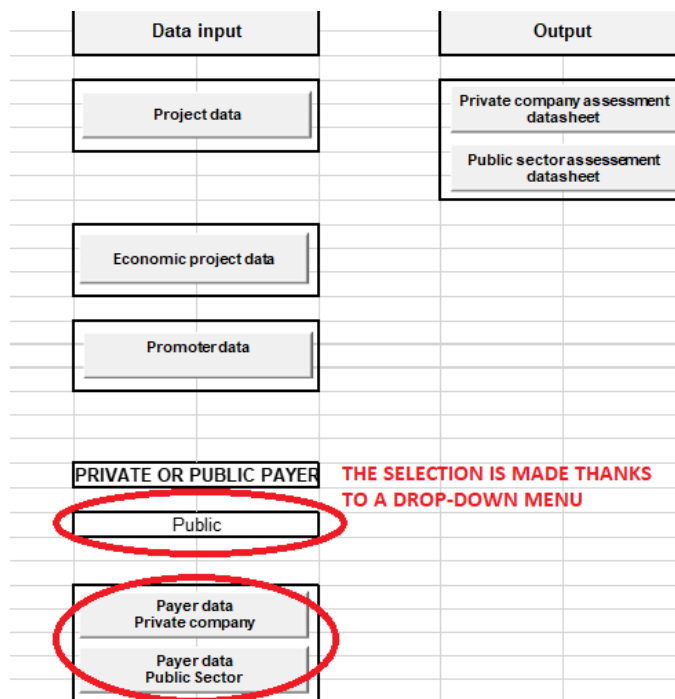 Data input
Output
Project data
Private company assessment
datasheet
Public sector assessement
datasheet
Economic project data
Promoter data
PRIVATE OR PUBLIC PAYER
THE SELECTION IS MADE THANKS
TO A DROP-DOWN MENU
Public
Payer data
Private company
Payer data
Public Sector